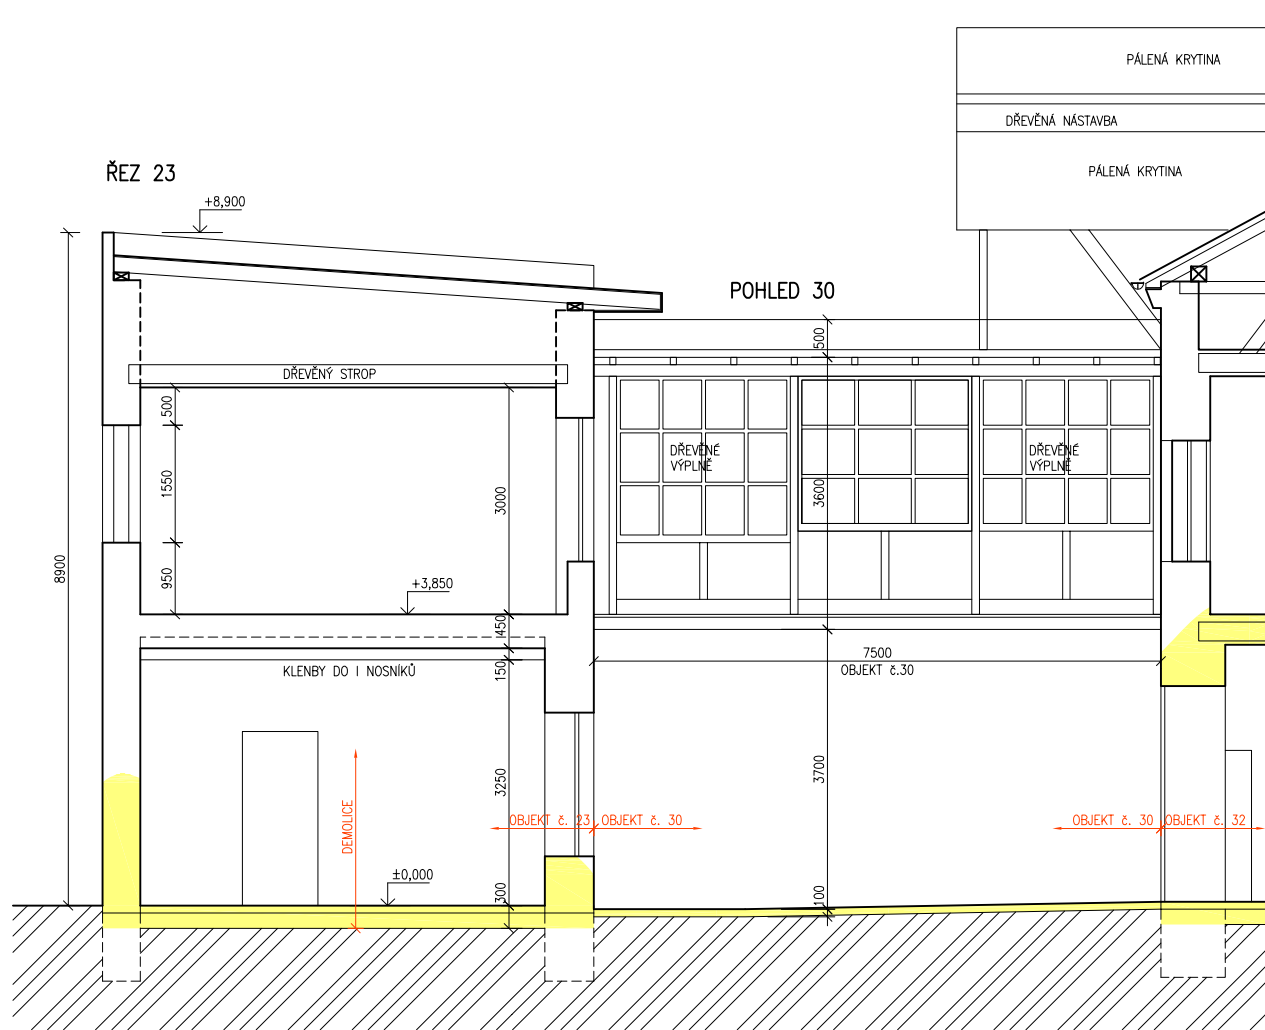 PÁLENÁ KRYTINA
DŘEVĚNÁ NÁSTAVBA
PÁLENÁ KRYTINA
ŘEZ 23
+8,900
POHLED 30
500
DŘEVĚNÝ STROP
500
DŘEVĚNÉ
VÝPLNĚ
DŘEVĚNÉ
VÝPLNĚ
1550
3000
3600
8900
950
+3,850
450
7500
OBJEKT č.30
KLENBY DO I NOSNÍKŮ
150
3250
3700
DEMOLICE
OBJEKT č. 23
OBJEKT č. 30
OBJEKT č. 30
OBJEKT č. 32
±0,000
300
100